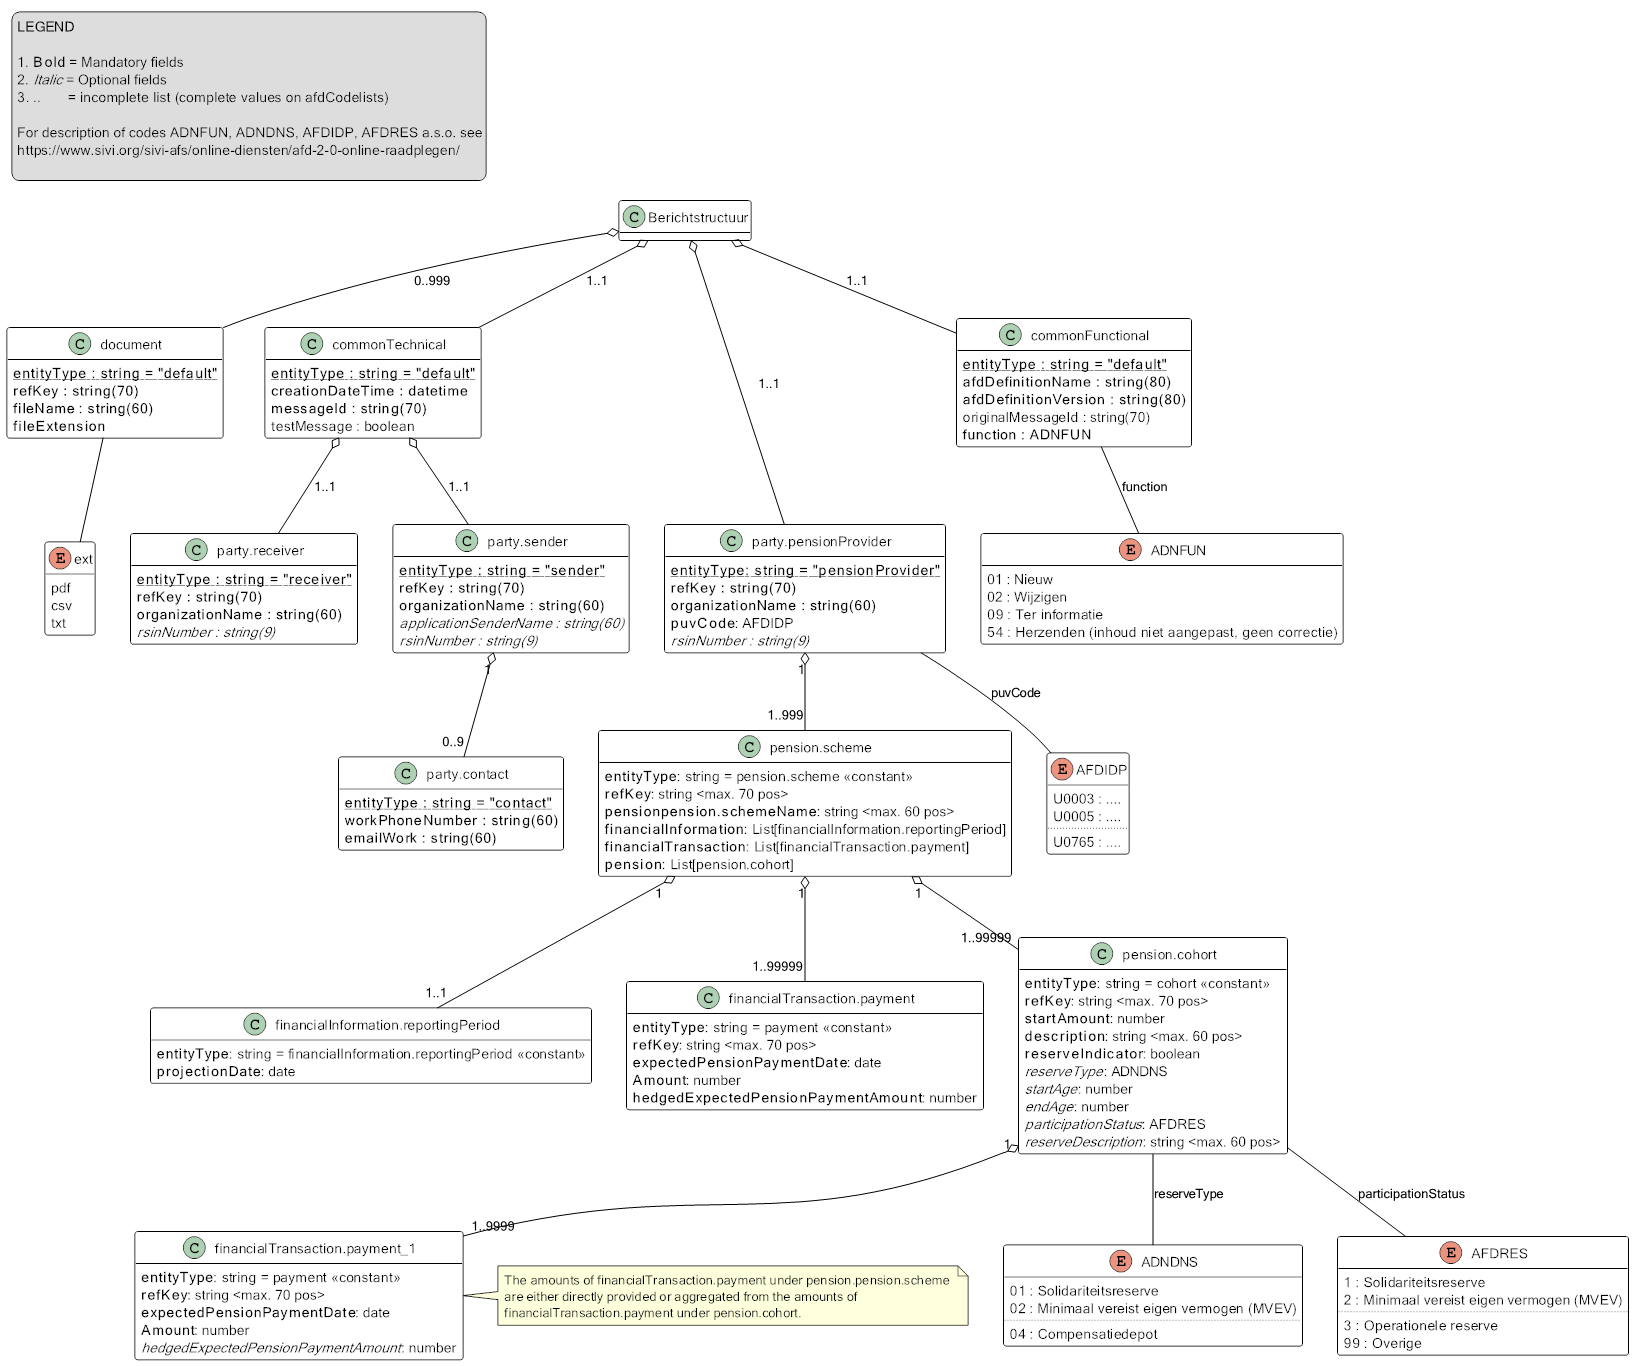 LEGEND
1. Bold = Mandatory fields
2. Italic = Optional fields
3. .. = incomplete list (complete values on afdCodelists)
For description of codes ADNFUN, ADNDNS, AFDIDP, AFDRES a.s.o. see
https://www.sivi.org/sivi-afs/online-diensten/afd-2-0-online-raadplegen/
C Berichtstructuur
0..999
1..1
1..1
1..1
C document
entityType : string = "default"
refKey : string(70)
fileName : string(60)
fileExtension
C commonTechnical
entityType : string = "default"
creationDateTime : datetime
messageId : string(70)
testMessage : boolean
C commonFunctional
entityType : string = "default"
afdDefinitionName : string(80)
afdDefinitionVersion : string(80)
originalMessageId : string(70)
function : ADNFUN
1..1
1..1
function
E ext
pdf
csv
txt
C party.receiver
entityType : string = "receiver"
refKey : string(70)
organizationName : string(60)
rsinNumber : string(9)
C party.sender
entityType : string = "sender"
refKey : string(70)
organizationName : string(60)
applicationSenderName : string(60)
rsinNumber : string(9)
C party.pensionProvider
entityType: string = "pensionProvider"
refKey : string(70)
organizationName : string(60)
puvCode: AFDIDP
rsinNumber : string(9)
E ADNFUN
01 : Nieuw
02 : Wijzigen
09 : Ter informatie
54 : Herzenden (inhoud niet aangepast, geen correctie)
1
0..9
1
1..999
puvCode
C party.contact
entityType : string = "contact"
workPhoneNumber : string(60)
emailWork : string(60)
C pension.scheme
entityType: string = pension.scheme «constant»
refKey: string <max. 70 pos>
pensionpension.schemeName: string <max. 60 pos>
financialInformation: List[financialInformation.reportingPeriod]
financialTransaction: List[financialTransaction.payment]
pension: List[pension.cohort]
E AFDIDP
U0003 : ....
U0005 : ....
U0765 : ....
1
1
1
1..1
1..99999
1..99999
C financialInformation.reportingPeriod
entityType: string = financialInformation.reportingPeriod «constant»
projectionDate: date
C financialTransaction.payment
entityType: string = payment «constant»
refKey: string <max. 70 pos>
expectedPensionPaymentDate: date
Amount: number
hedgedExpectedPensionPaymentAmount: number
C pension.cohort
entityType: string = cohort «constant»
refKey: string <max. 70 pos>
startAmount: number
description: string <max. 60 pos>
reserveIndicator: boolean
reserveType: ADNDNS
startAge: number
endAge: number
participationStatus: AFDRES
reserveDescription: string <max. 60 pos>
1
1..9999
reserveType
participationStatus
C financialTransaction.payment_1
entityType: string = payment «constant»
refKey: string <max. 70 pos>
expectedPensionPaymentDate: date
Amount: number
hedgedExpectedPensionPaymentAmount: number
The amounts of financialTransaction.payment under pension.pension.scheme
are either directly provided or aggregated from the amounts of
financialTransaction.payment under pension.cohort.
E ADNDNS
01 : Solidariteitsreserve
02 : Minimaal vereist eigen vermogen (MVEV)
04 : Compensatiedepot
E AFDRES
1 : Solidariteitsreserve
2 : Minimaal vereist eigen vermogen (MVEV)
3 : Operationele reserve
99 : Overige